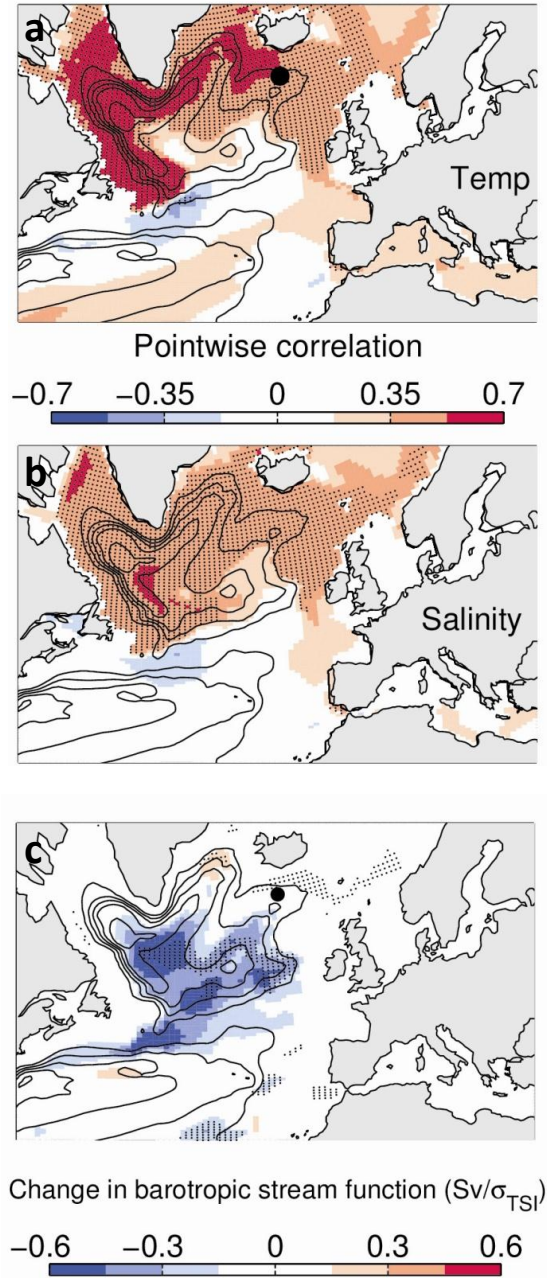 a
Temp
Pointwise correlation
−0.7 −0.35 0 0.35 0.7
b
Salinity
c
Change in barotropic stream function (Sv/σTSI)
−0.6 −0.3 0 0.3 0.6